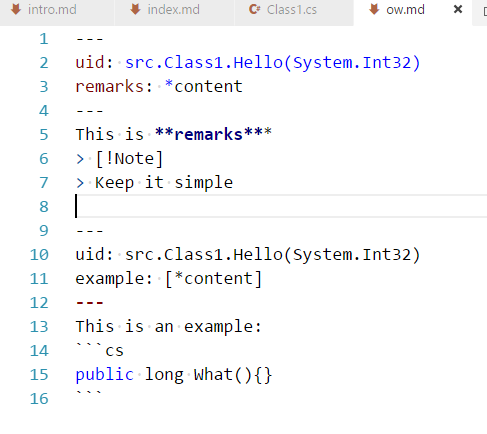 intro.md index.md Class1.cs ow.md
1 ---
2 uid: src.Class1.Hello(System.Int32)
3 remarks: *content
4 ---
5 This is **remarks***
6 > [!Note]
7 > Keep it simple
8
9 ---
10 uid: src.Class1.Hello(System.Int32)
11 example: [*content]
12 ---
13 This is an example:
14 ```cs
15 public long What(){}
16 ```